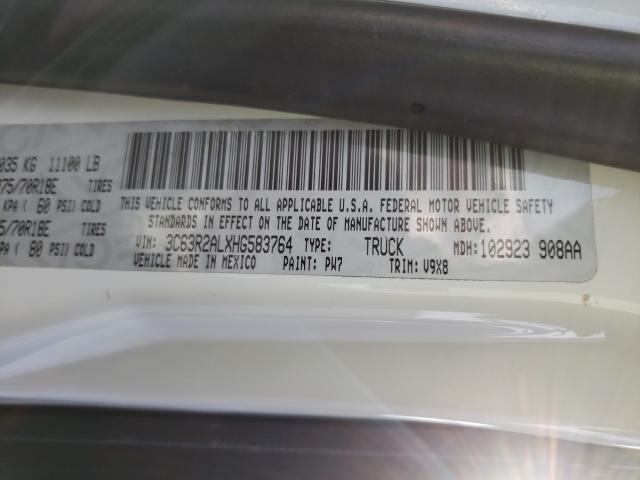 035 KG 11100 LB
75/70R18E TIRES
KPA ( 60 PSI) COLD
5/70R18E TIRES
KPA ( 80 PSI) COLD
THIS VEHICLE CONFORMS TO ALL APPLICABLE U.S.A. FEDERAL MOTOR VEHICLE SAFETY
STANDARDS IN EFFECT ON THE DATE OF MANUFACTURE SHOWN ABOVE.
VIN: 3C63R2ALXHG583764 TYPE: TRUCK MDH: 102923 908AA
VEHICLE MADE IN MEXICO PAINT: PW7 TRIM: V9X8